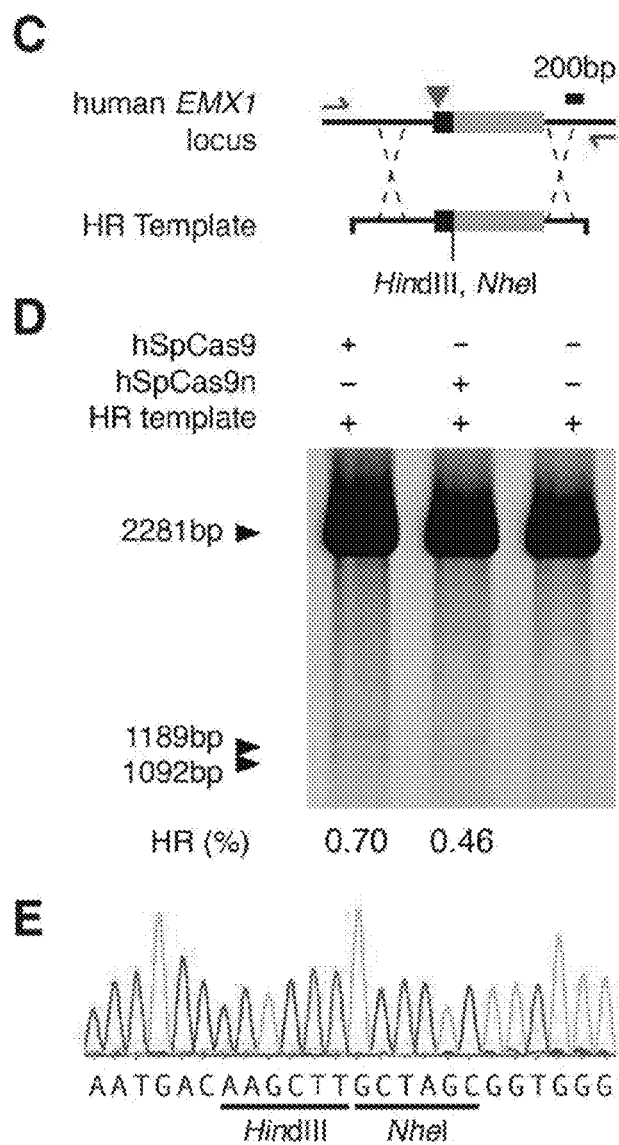 C
200bp
human EMX1
locus
HR Template
HindIII, NheI
D
hSpCas9 + – –
hSpCas9n – + –
HR template + + +
2281bp
1189bp
1092bp
HR (%) 0.70 0.46
E
AATGACAAGCTTGCTAGCGGTGGG
HindIII NheI